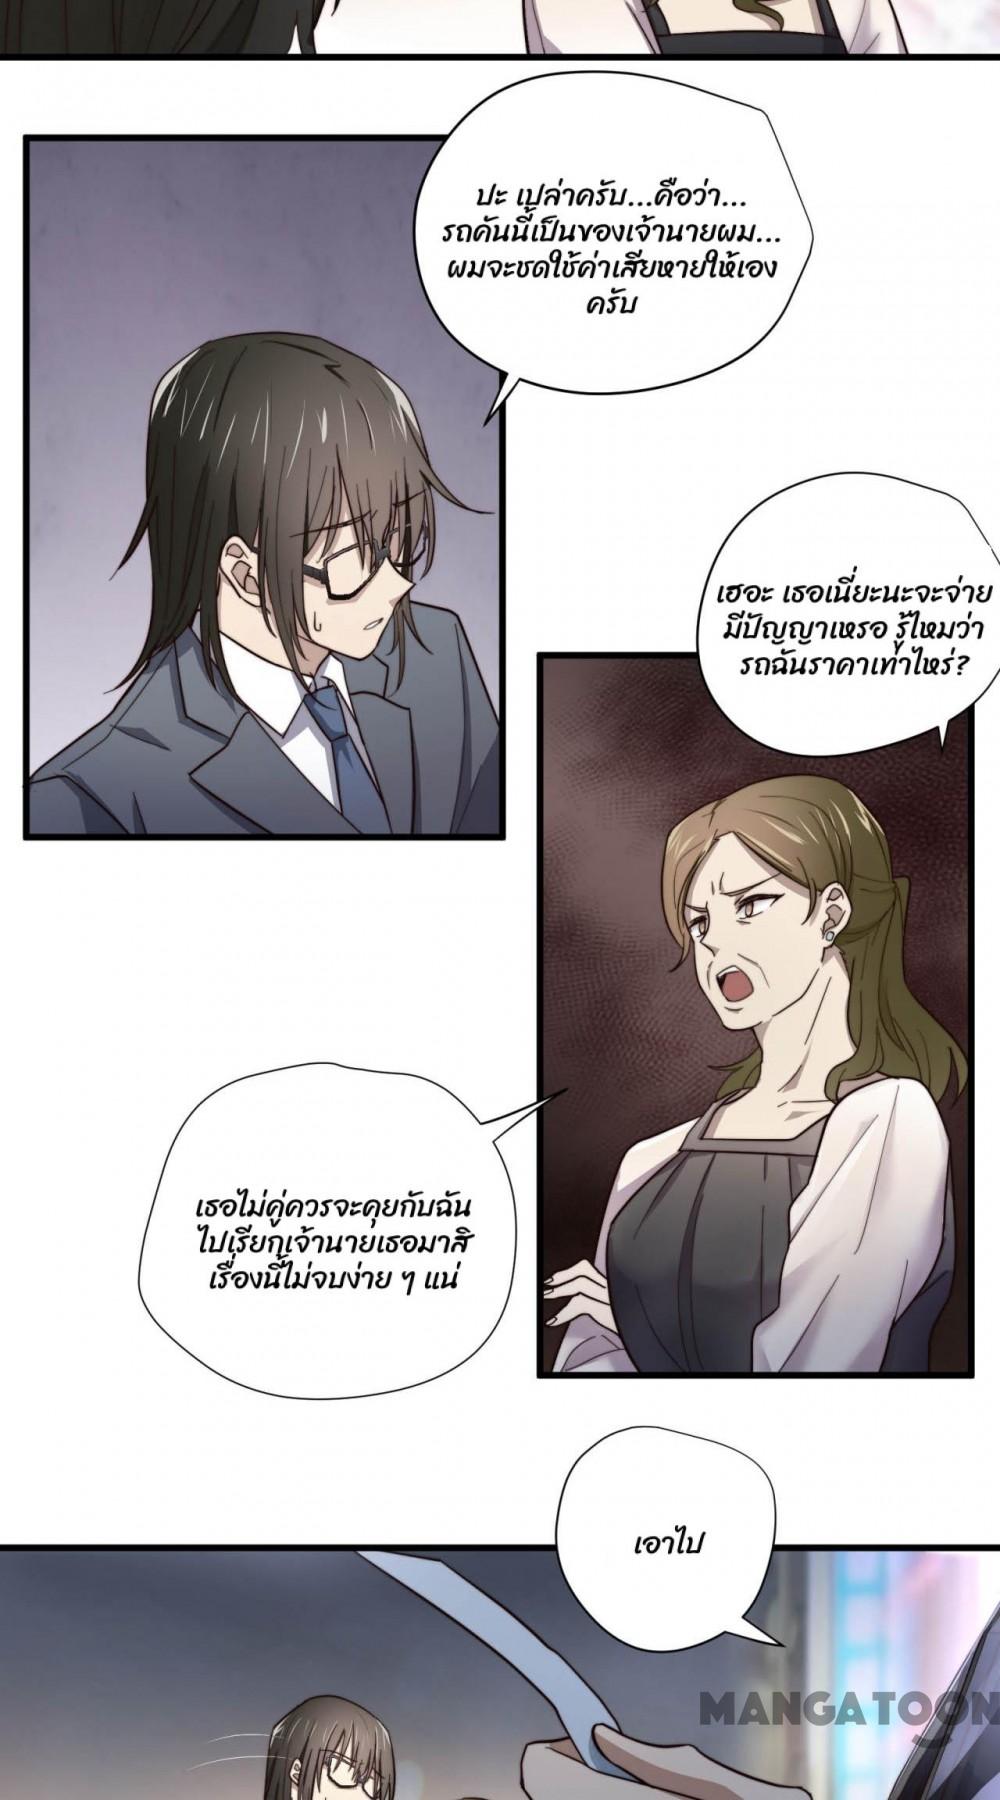 ปะ เปล่าครับ...คือว่า...
รถคันนี้เป็นของเจ้านายผม...
ผมจะชดใช้ค่าเสียหายให้เอง
ครับ
เฮอะ เธอเนี่ยะนะจะจ่าย
มีปัญญาเหรอ รู้ไหมว่า
รถฉันราคาเท่าไหร่?
เธอไม่คู่ควรจะคุยกับฉัน
ไปเรียกเจ้านายเธอมาสิ
เรื่องนี้ไม่จบง่าย ๆ แน่
เอาไป
MANGATOON